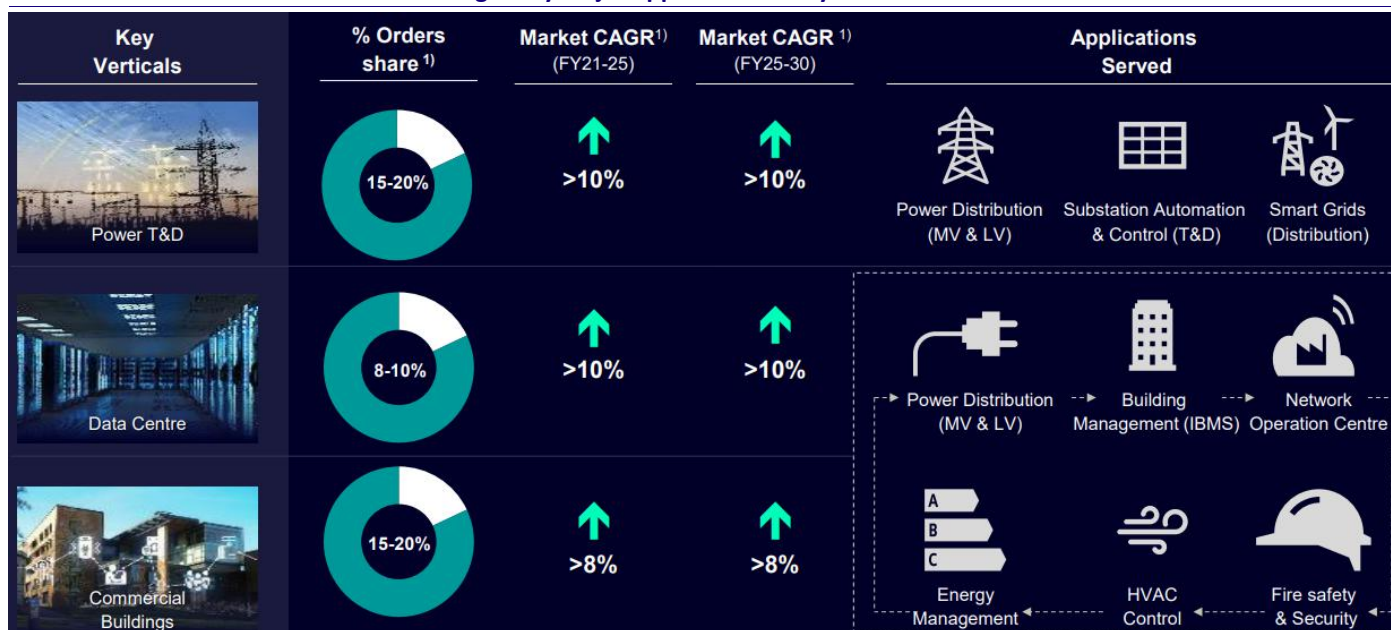 Key
Verticals
% Orders
share 1)
Market CAGR1)
(FY21-25)
Market CAGR 1)
(FY25-30)
Applications
Served
Power T&D
15-20%
>10%
>10%
Power Distribution
(MV & LV)
Substation Automation
& Control (T&D)
Smart Grids
(Distribution)
Data Centre
8-10%
>10%
>10%
Power Distribution
(MV & LV)
Building
Management (IBMS)
Network
Operation Centre
Commercial
Buildings
15-20%
>8%
>8%
A
B
C
Energy
Management
HVAC
Control
Fire safety
& Security